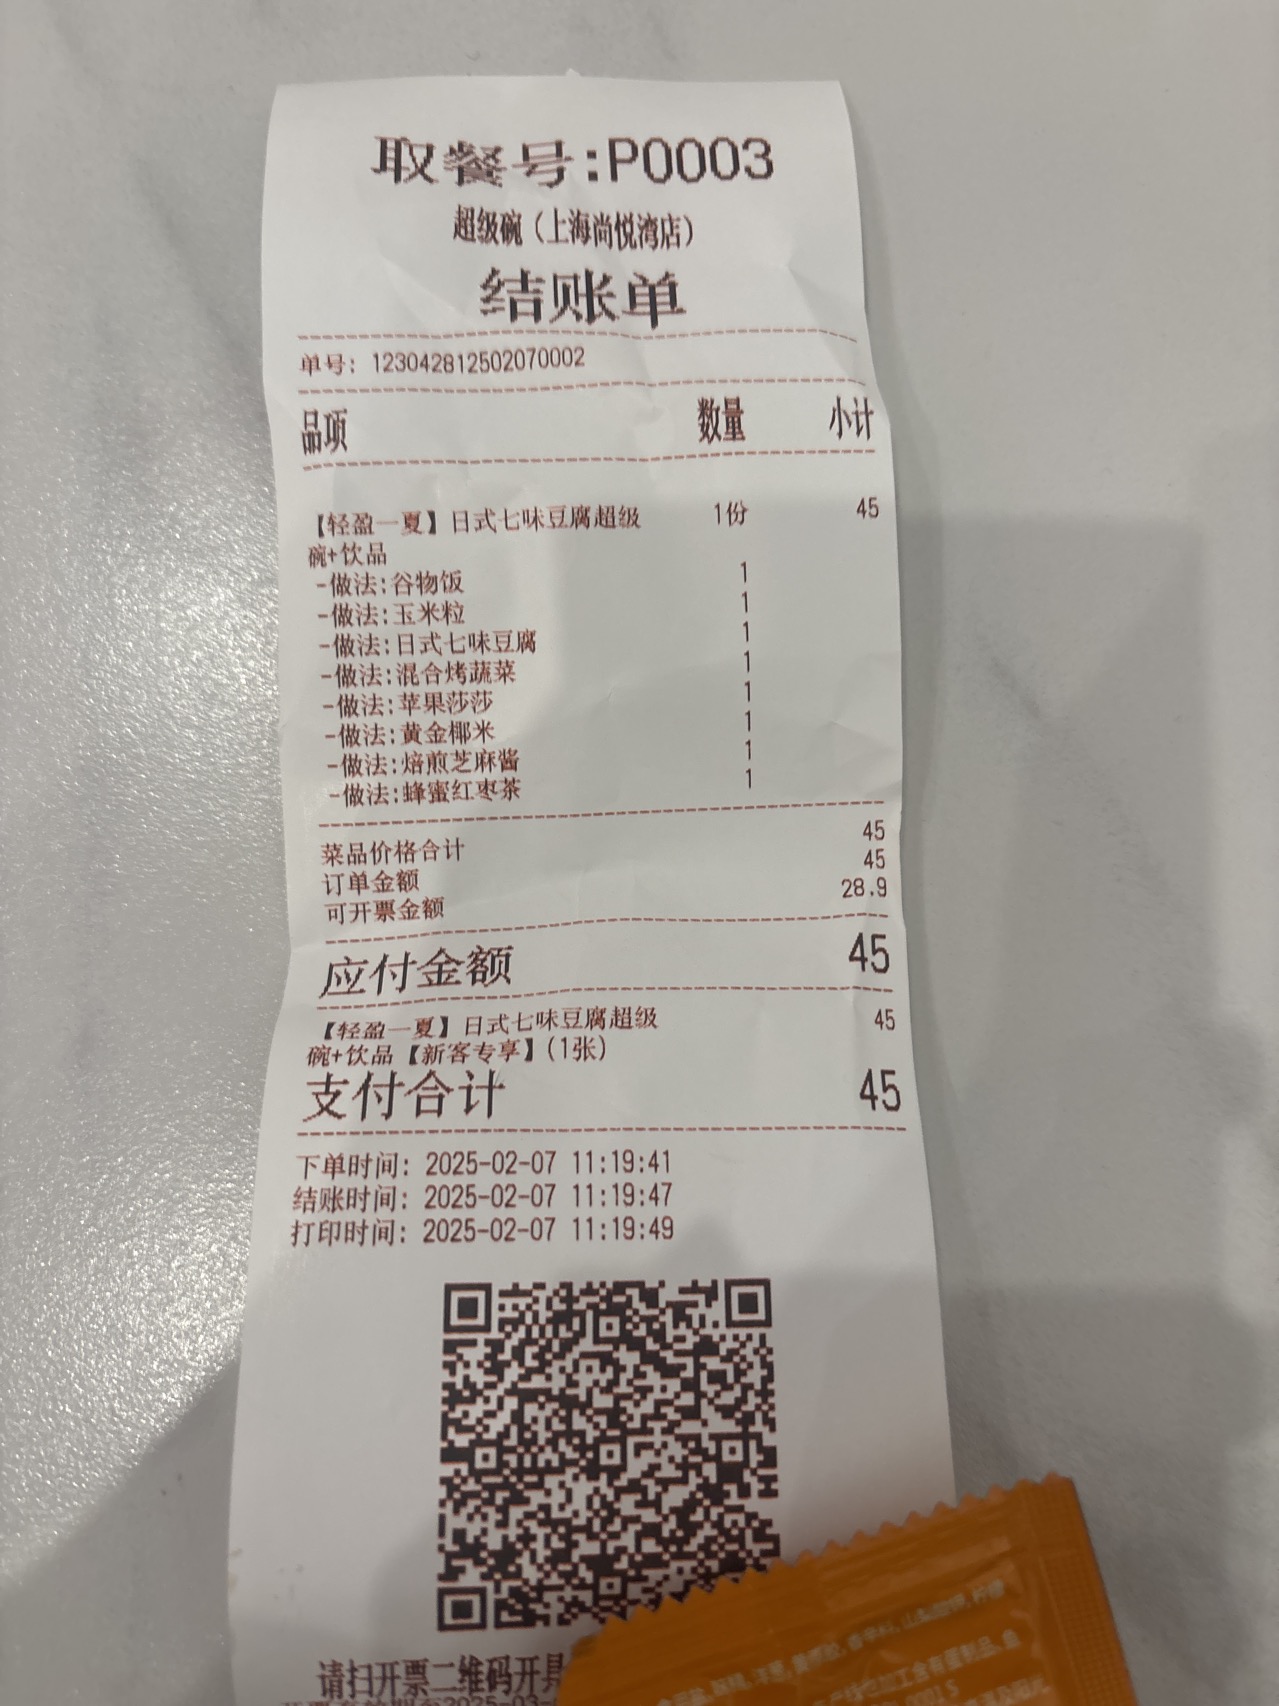 取餐号:P0003
超级碗（上海尚悦湾店）
结账单
单号: 123042812502070002
品项 数量 小计
【轻盈一夏】日式七味豆腐超级 1份 45
碗+饮品
-做法:谷物饭 1
-做法:玉米粒 1
-做法:日式七味豆腐 1
-做法:混合烤蔬菜 1
-做法:苹果莎莎 1
-做法:黄金椰米 1
-做法:焙煎芝麻酱 1
-做法:蜂蜜红枣茶 1
菜品价格合计 45
订单金额 45
可开票金额 28.9
应付金额 45
【轻盈一夏】日式七味豆腐超级 45
碗+饮品【新客专享】(1张)
支付合计 45
下单时间: 2025-02-07 11:19:41
结账时间: 2025-02-07 11:19:47
打印时间: 2025-02-07 11:19:49
请扫开票二维码开具